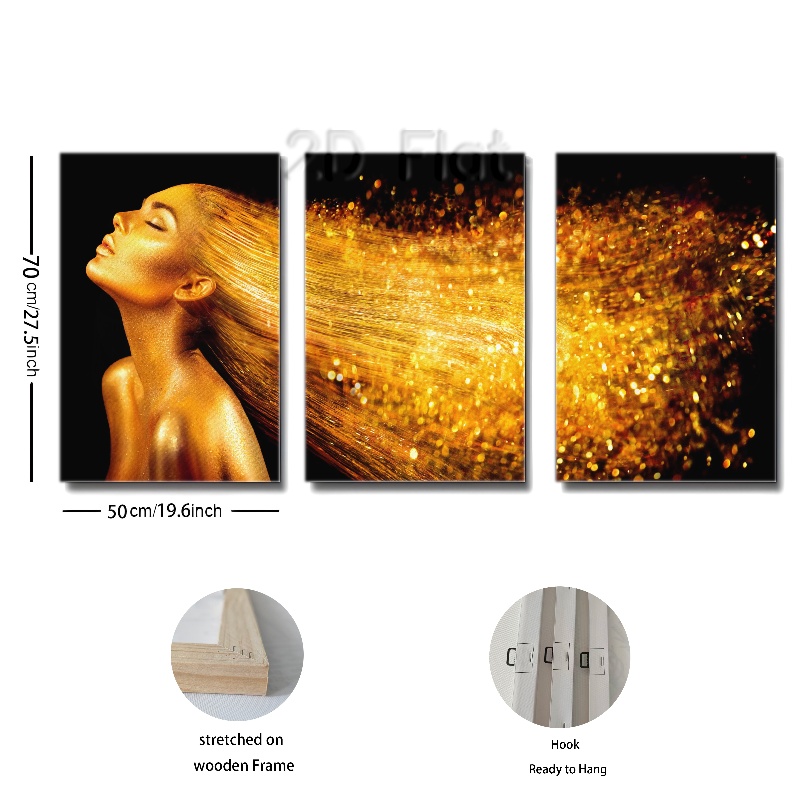 2D Flat
70 cm/27.5inch
50 cm/19.6inch
stretched on
wooden Frame
Hook
Ready to Hang